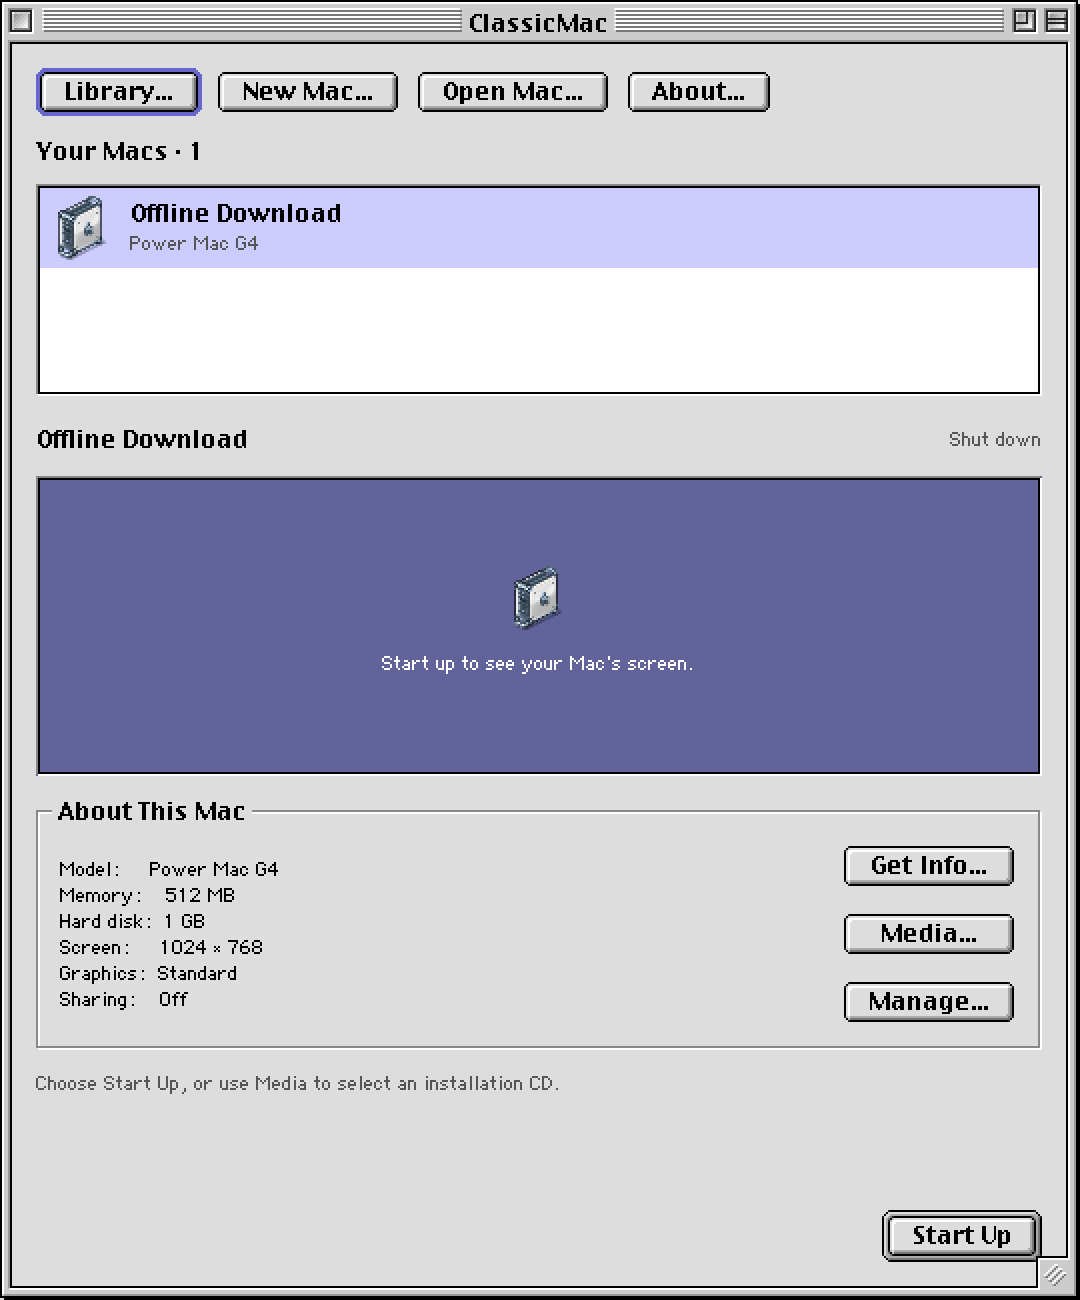 ClassicMac
Library... New Mac... Open Mac... About...
Your Macs · 1
Offline Download
Power Mac G4
Offline Download Shut down
Start up to see your Mac's screen.
About This Mac
Model: Power Mac G4
Memory: 512 MB
Hard disk: 1 GB
Screen: 1024 × 768
Graphics: Standard
Sharing: Off
Get Info...
Media...
Manage...
Choose Start Up, or use Media to select an installation CD.
Start Up